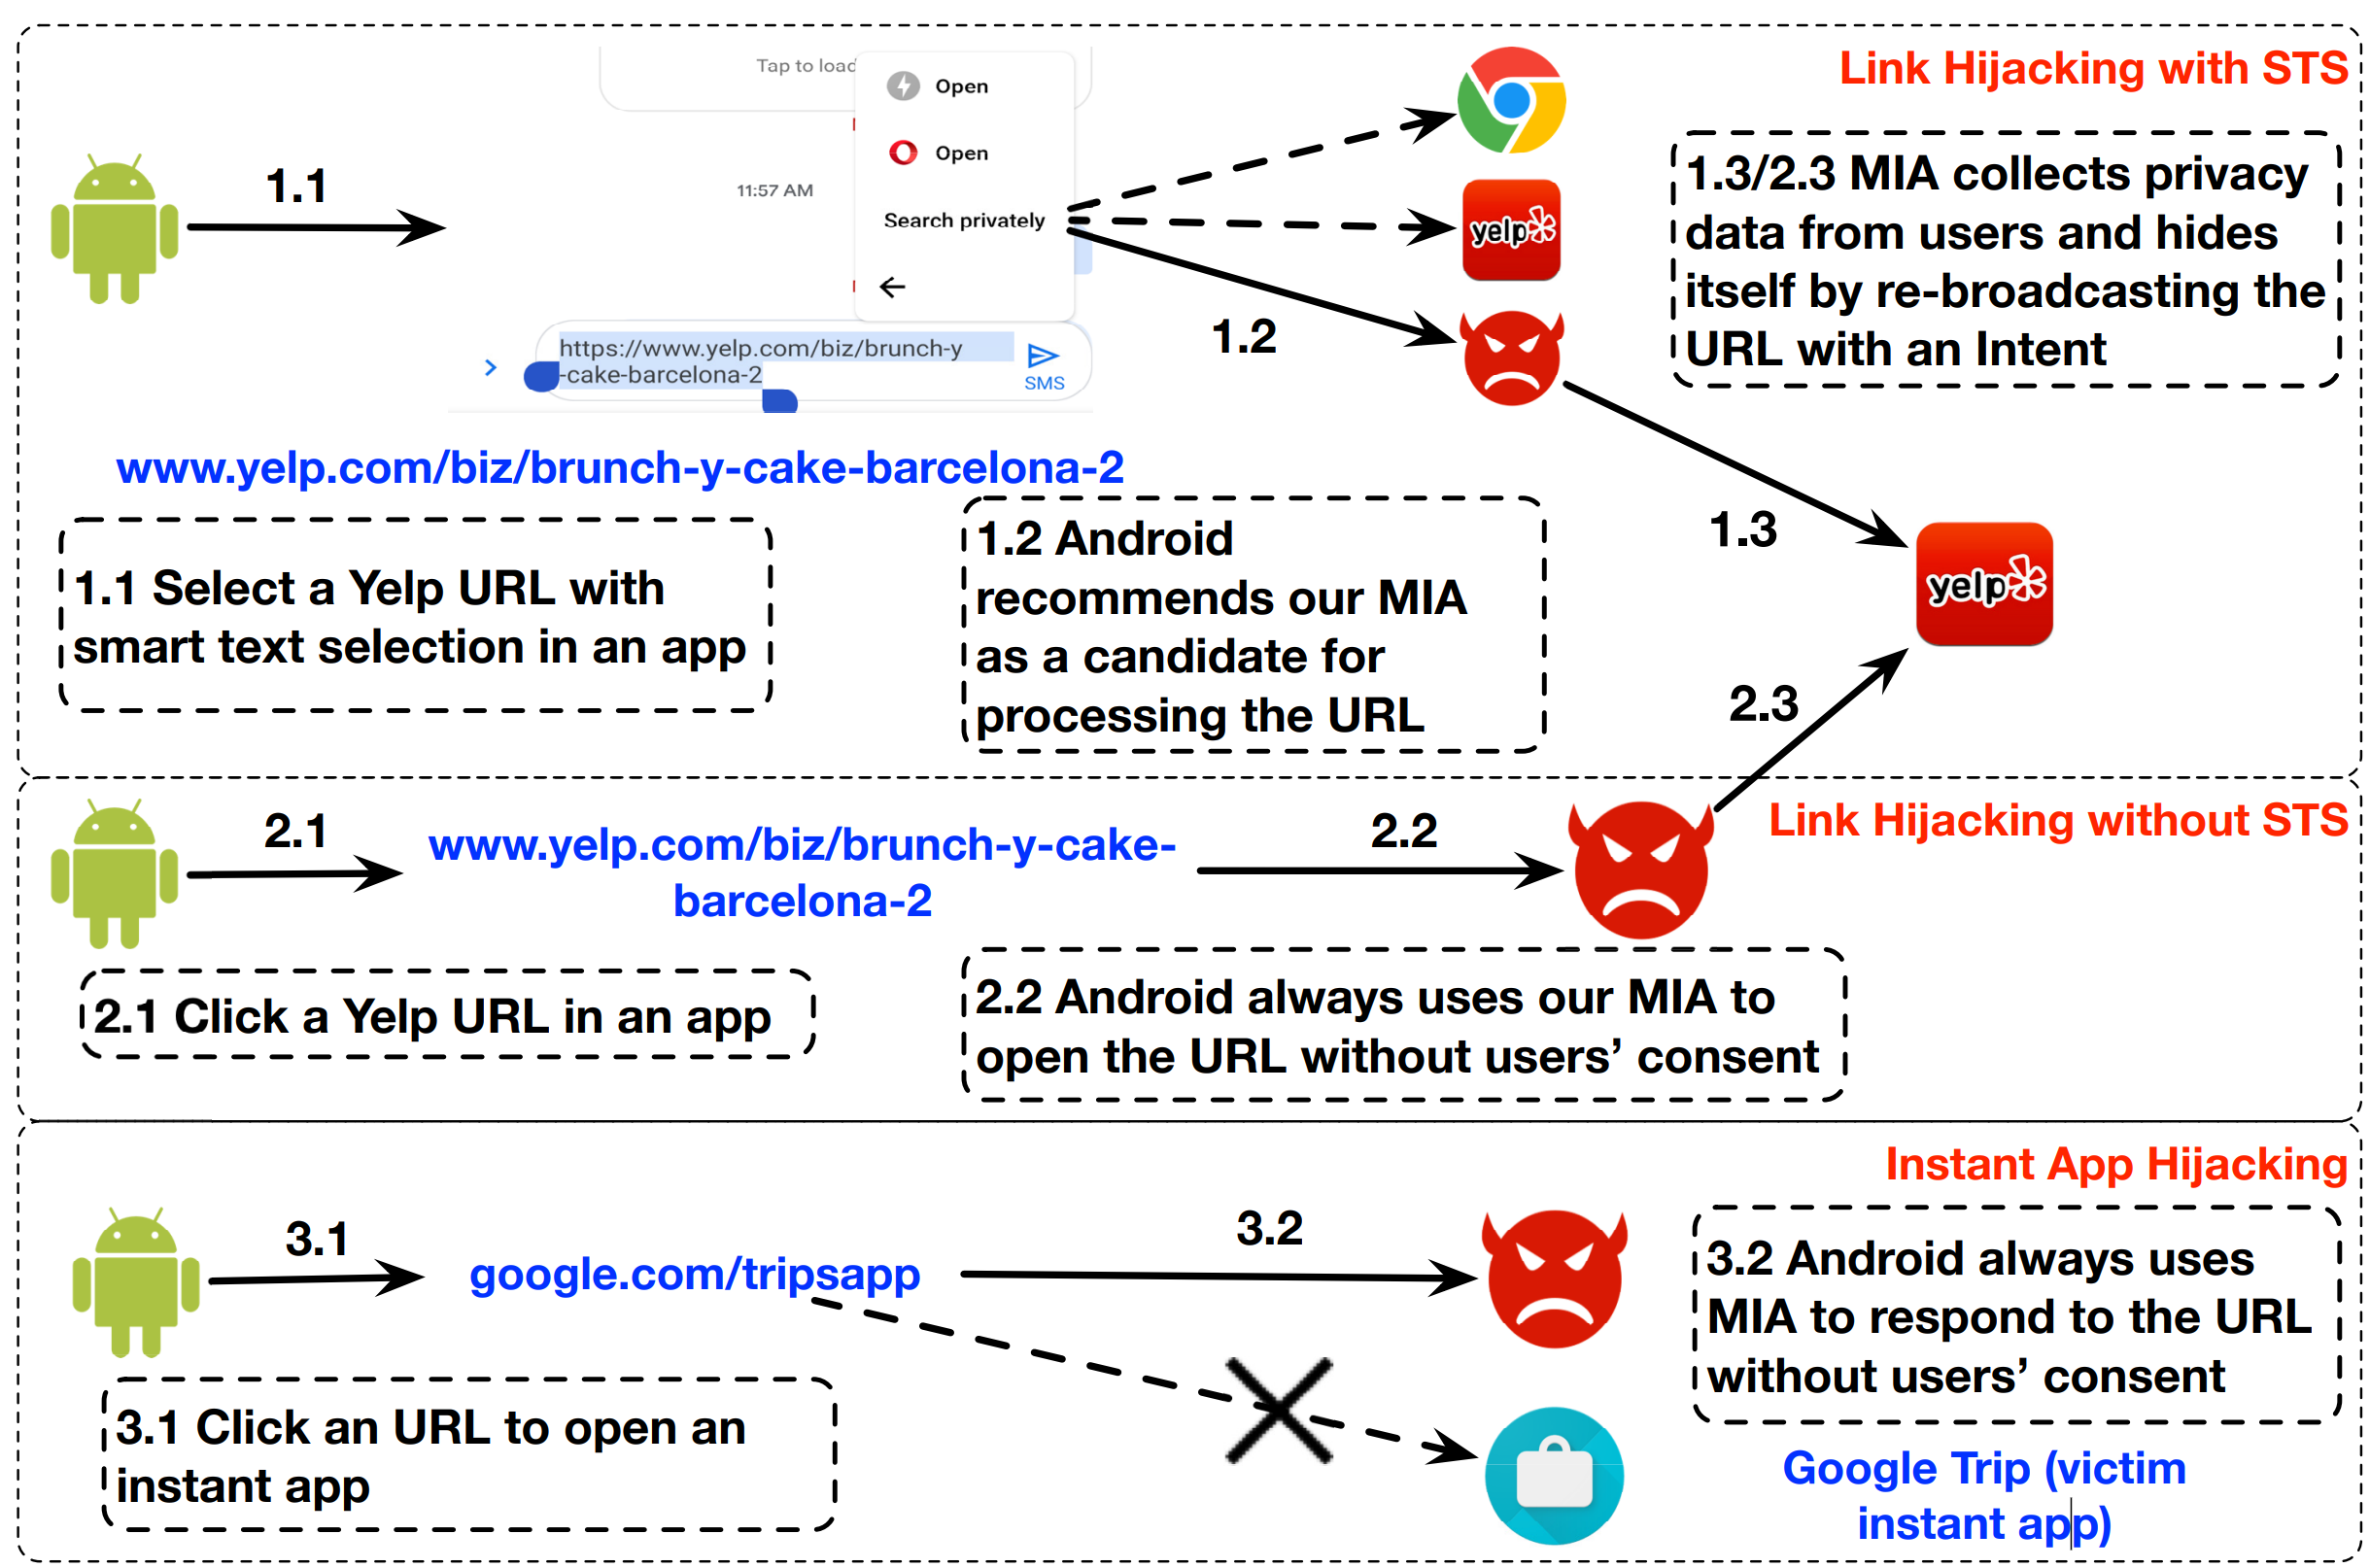 Link Hijacking with STS
Tap to load
Open
Open
11:57 AM
Search privately
https://www.yelp.com/biz/brunch-y
-cake-barcelona-2
SMS
1.1
1.2
yelp
1.3/2.3 MIA collects privacy
data from users and hides
itself by re-broadcasting the
URL with an Intent
www.yelp.com/biz/brunch-y-cake-barcelona-2
1.1 Select a Yelp URL with
smart text selection in an app
1.2 Android
recommends our MIA
as a candidate for
processing the URL
1.3
yelp
2.3
Link Hijacking without STS
2.1
www.yelp.com/biz/brunch-y-cake-
barcelona-2
2.2
2.1 Click a Yelp URL in an app
2.2 Android always uses our MIA to
open the URL without users’ consent
Instant App Hijacking
3.1
google.com/tripsapp
3.2
3.2 Android always uses
MIA to respond to the URL
without users’ consent
3.1 Click an URL to open an
instant app
Google Trip (victim
instant app)